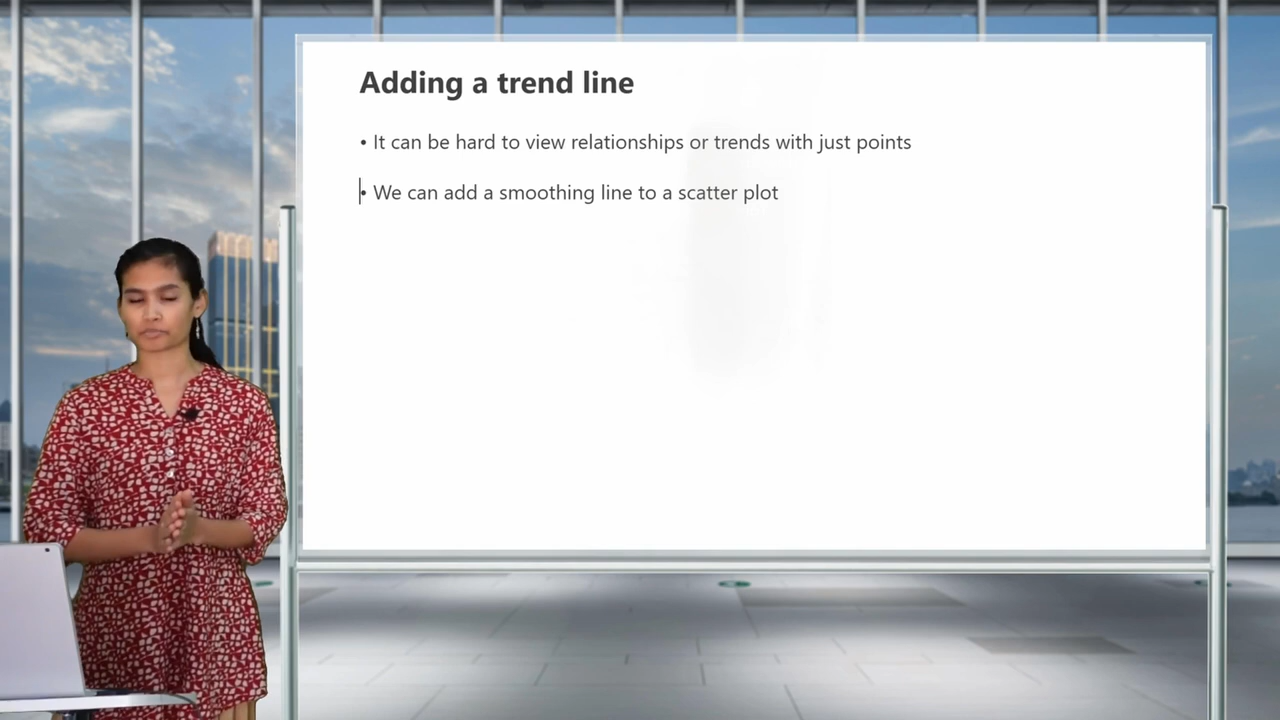 Adding a trend line
• It can be hard to view relationships or trends with just points
• We can add a smoothing line to a scatter plot